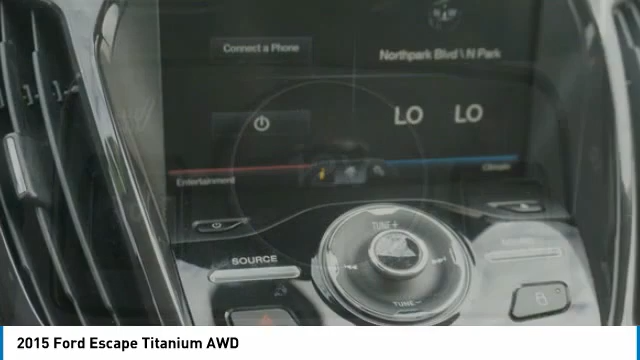 Connect a Phone
Northpark Blvd \ N Park
LO LO
Entertainment
Climate
TUNE+
SOURCE
TUNE-
2015 Ford Escape Titanium AWD